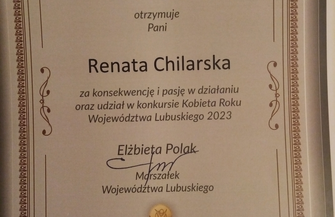 otrzymuje
Pani
Renata Chilarska
za konsekwencję i pasję w działaniu
oraz udział w konkursie Kobieta Roku
Województwa Lubuskiego 2023
Elżbieta Polak
Marszałek
Województwa Lubuskiego